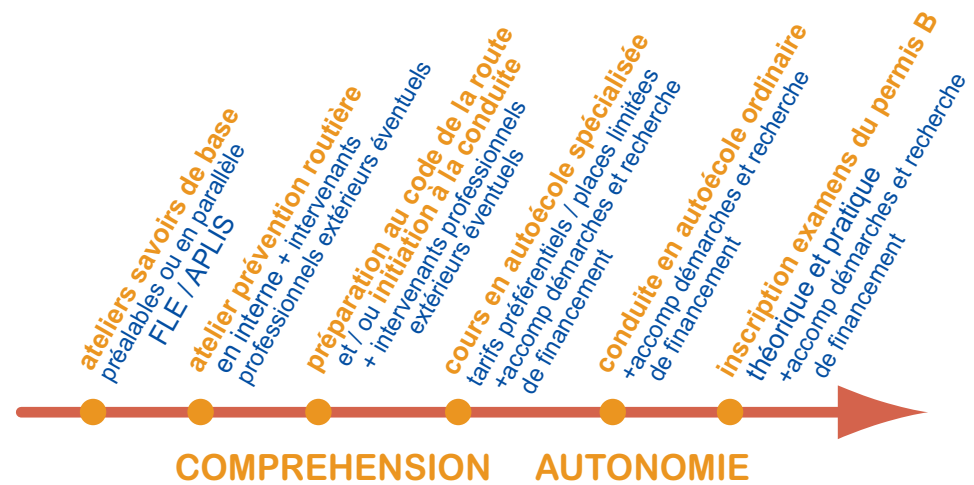 ateliers savoirs de base
préalables ou en parallèle
FLE / APLIS
atelier prévention routière
en interne + intervenants
professionnels extérieurs éventuels
préparation au code de la route
et / ou initiation à la conduite
+ intervenants professionnels
extérieurs éventuels
cours en autoécole spécialisée
tarifs préférentiels / places limitées
+accomp démarches et recherche
de financement
conduite en autoécole ordinaire
+accomp démarches et recherche
de financement
inscription examens du permis B
théorique et pratique
+accomp démarches et recherche
de financement
COMPREHENSION AUTONOMIE